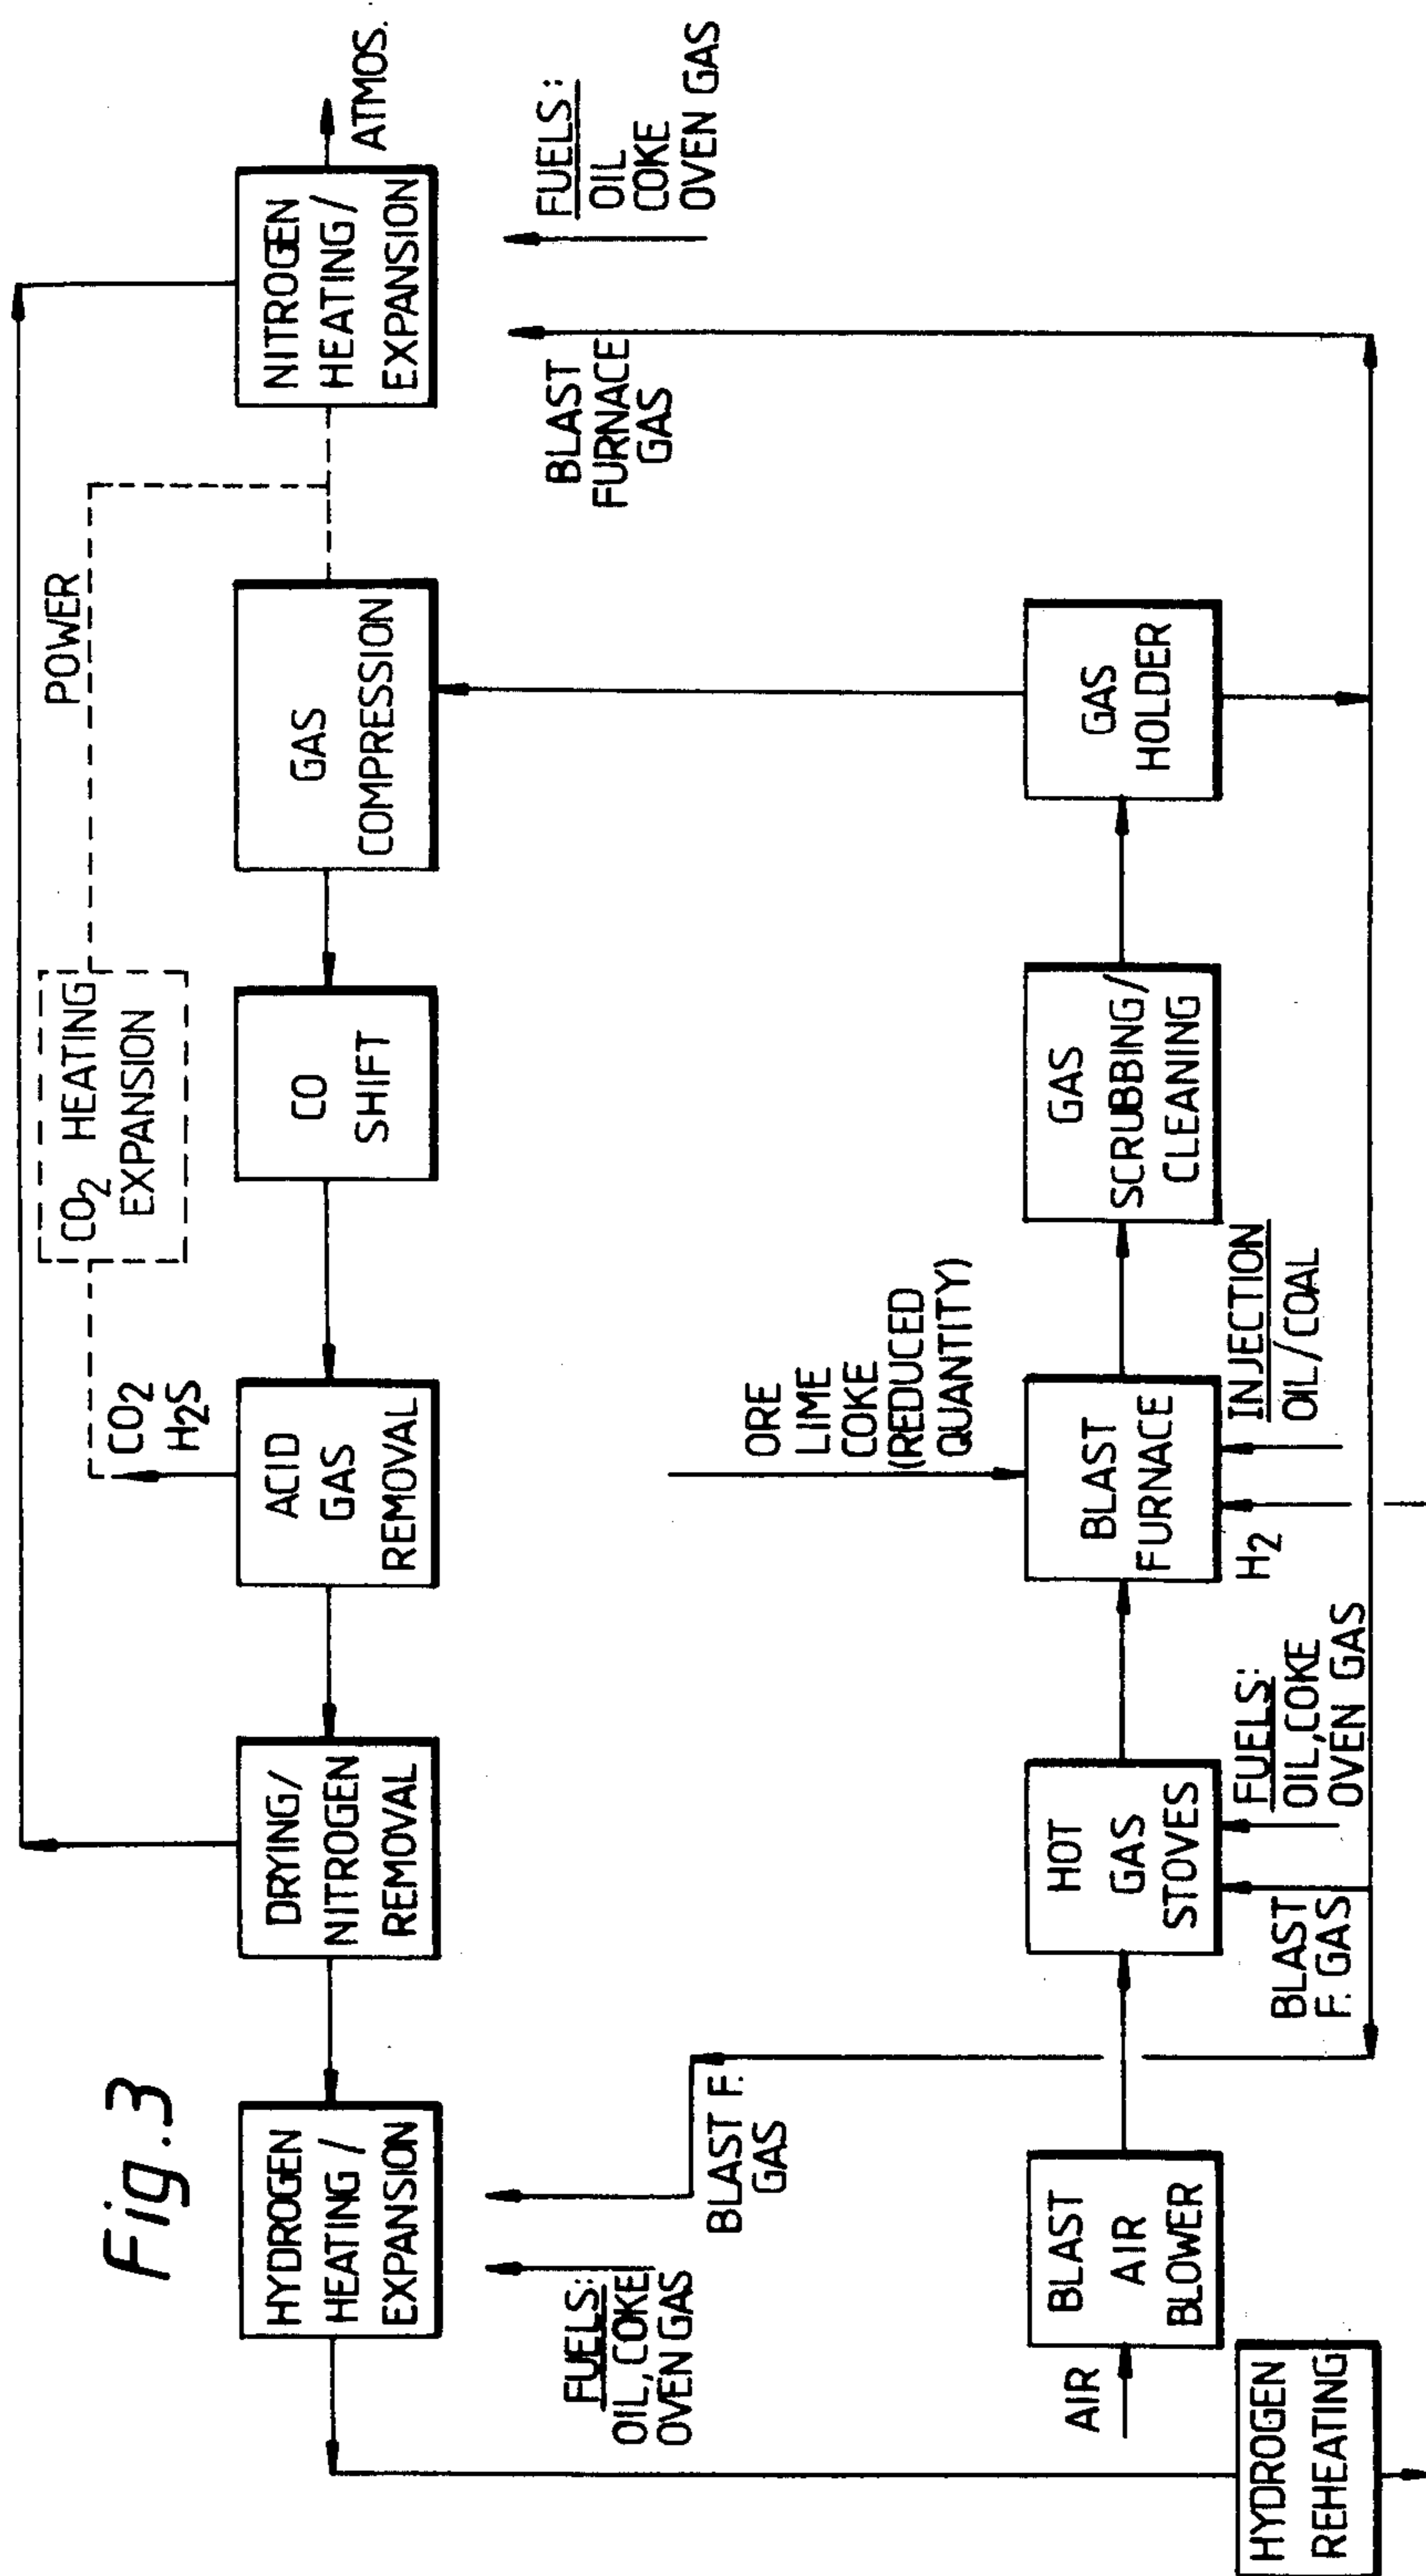 Fig.3
HYDROGEN
HEATING/
EXPANSION
DRYING/
NITROGEN
REMOVAL
ACID
GAS
REMOVAL
CO2
H2S
CO2 HEATING
EXPANSION
POWER
CO
SHIFT
GAS
COMPRESSION
NITROGEN
HEATING/
EXPANSION
ATMOS.
FUELS:
OIL, COKE
OVEN GAS
BLAST F.
GAS
ORE
LIME
COKE
(REDUCED
QUANTITY)
BLAST
FURNACE
GAS
FUELS:
OIL
COKE
OVEN GAS
AIR
BLAST
AIR
BLOWER
HOT
GAS
STOVES
BLAST
FURNACE
GAS
SCRUBBING/
CLEANING
GAS
HOLDER
BLAST
F. GAS
FUELS:
OIL, COKE
OVEN GAS
H2
INJECTION
OIL/COAL
HYDROGEN
REHEATING